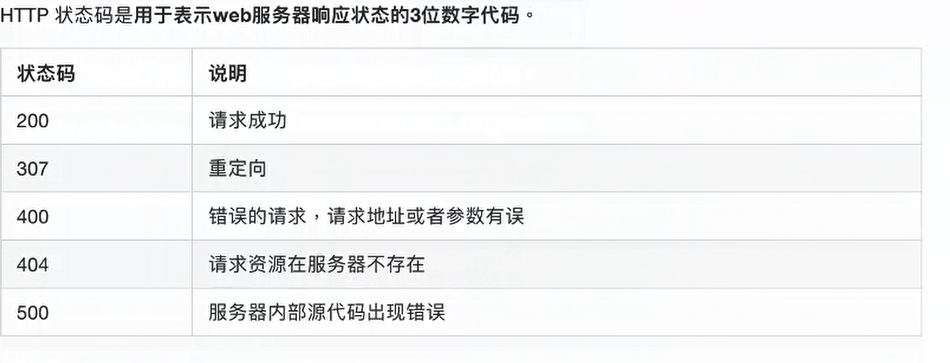 HTTP 状态码是用于表示web服务器响应状态的3位数字代码。
状态码 说明
200 请求成功
307 重定向
400 错误的请求，请求地址或者参数有误
404 请求资源在服务器不存在
500 服务器内部源代码出现错误